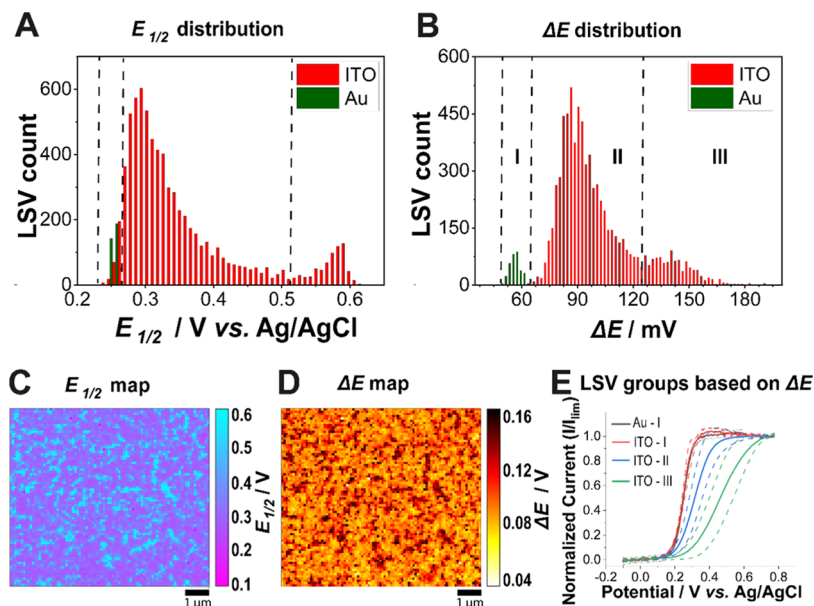 A
E 1/2 distribution
ITO
Au
LSV count
600
400
200
0
0.2
0.3
0.4
0.5
0.6
E1/2 / V vs. Ag/AgCl
B
ΔE distribution
ITO
Au
I
II
III
LSV count
600
450
300
150
0
60
90
120
150
180
ΔE / mV
C
E 1/2 map
0.6
0.5
0.4
0.3
0.2
0.1
E1/2 / V
1 µm
D
ΔE map
0.16
0.12
0.08
0.04
ΔE / V
1 µm
E
LSV groups based on ΔE
Au - I
ITO - I
ITO - II
ITO - III
Normalized Current (I/Ilim)
1.0
0.8
0.6
0.4
0.2
0.0
-0.2
0.0
0.2
0.4
0.6
0.8
Potential / V vs. Ag/AgCl